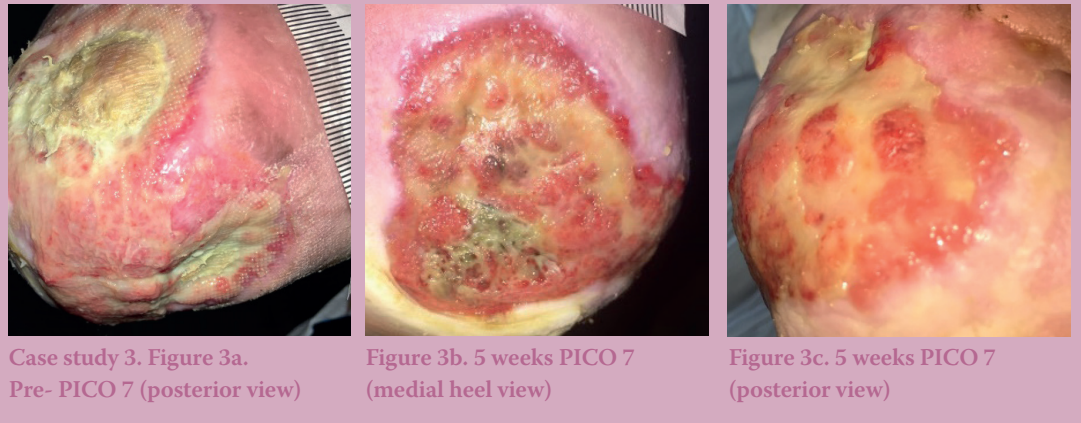 Case study 3. Figure 3a.
Pre- PICO 7 (posterior view)
Figure 3b. 5 weeks PICO 7
(medial heel view)
Figure 3c. 5 weeks PICO 7
(posterior view)